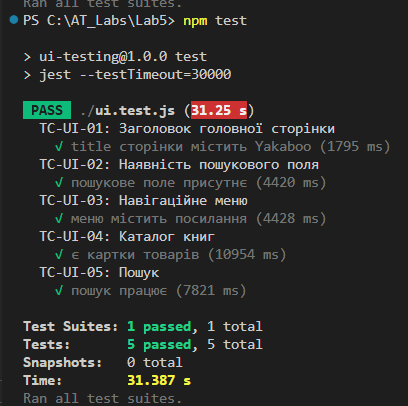 Ran all test suites.
PS C:\AT_Labs\Lab5> npm test
> ui-testing@1.0.0 test
> jest --testTimeout=30000
PASS ./ui.test.js (31.25 s)
TC-UI-01: Заголовок головної сторінки
√ title сторінки містить Yakaboo (1795 ms)
TC-UI-02: Наявність пошукового поля
√ пошукове поле присутнє (4420 ms)
TC-UI-03: Навігаційне меню
√ меню містить посилання (4428 ms)
TC-UI-04: Каталог книг
√ є картки товарів (10954 ms)
TC-UI-05: Пошук
√ пошук працює (7821 ms)
Test Suites: 1 passed, 1 total
Tests: 5 passed, 5 total
Snapshots: 0 total
Time: 31.387 s
Ran all test suites.